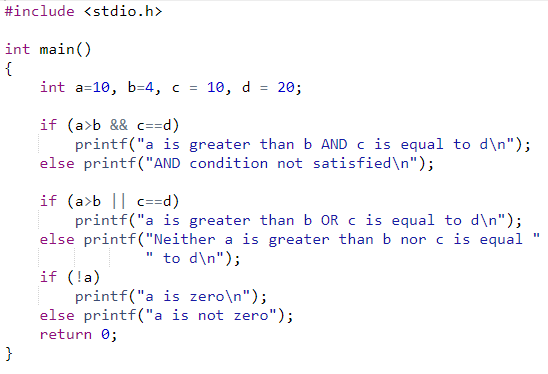 #include <stdio.h>
int main()
{
    int a=10, b=4, c = 10, d = 20;
    if (a>b && c==d)
        printf("a is greater than b AND c is equal to d\n");
    else printf("AND condition not satisfied\n");
    if (a>b || c==d)
        printf("a is greater than b OR c is equal to d\n");
    else printf("Neither a is greater than b nor c is equal "
                " to d\n");
    if (!a)
        printf("a is zero\n");
    else printf("a is not zero");
    return 0;
}